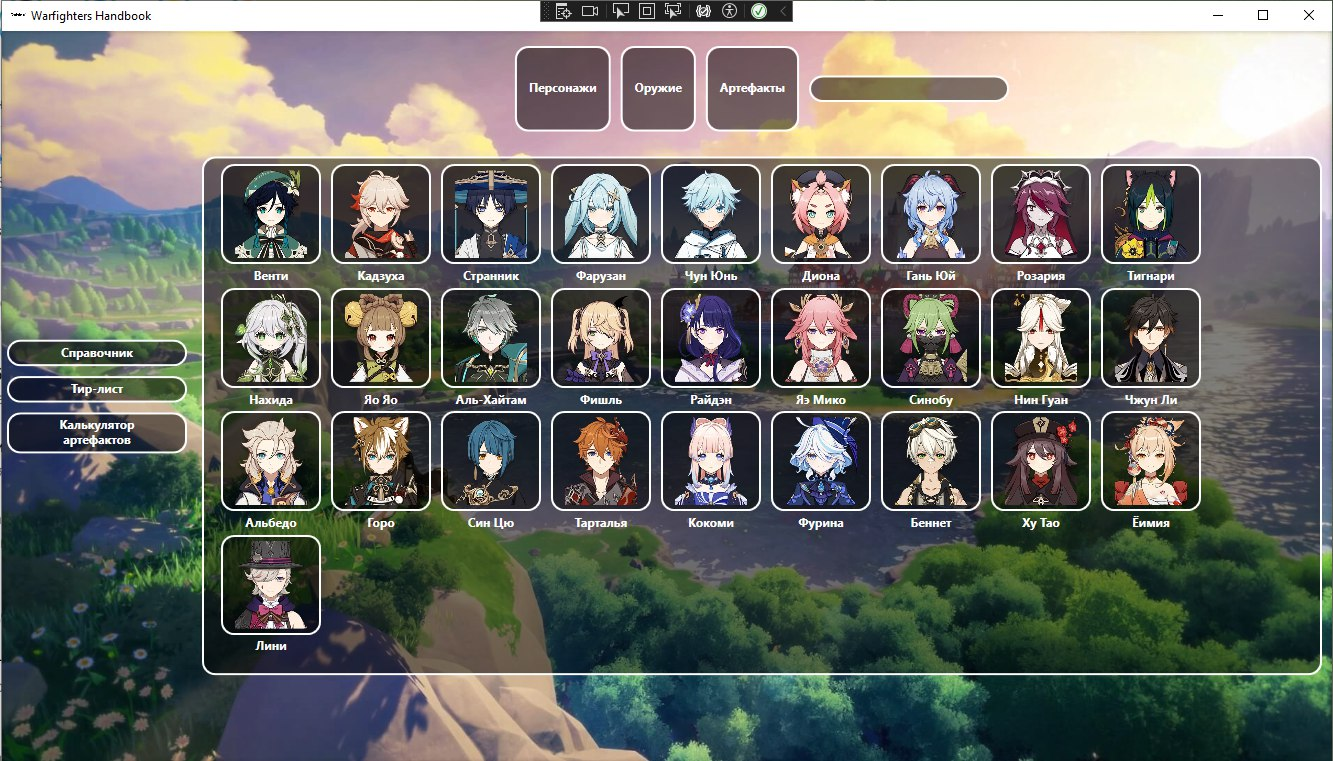 Warfighters Handbook
Персонажи
Оружие
Артефакты
Справочник
Тир-лист
Калькулятор
артефактов
Венти
Кадзуха
Странник
Фарузан
Чун Юнь
Диона
Гань Юй
Розария
Тигнари
Нахида
Яо Яо
Аль-Хайтам
Фишль
Райдэн
Яэ Мико
Синобу
Нин Гуан
Чжун Ли
Альбедо
Горо
Син Цю
Тарталья
Кокоми
Фурина
Беннет
Ху Тао
Ёимия
Лини